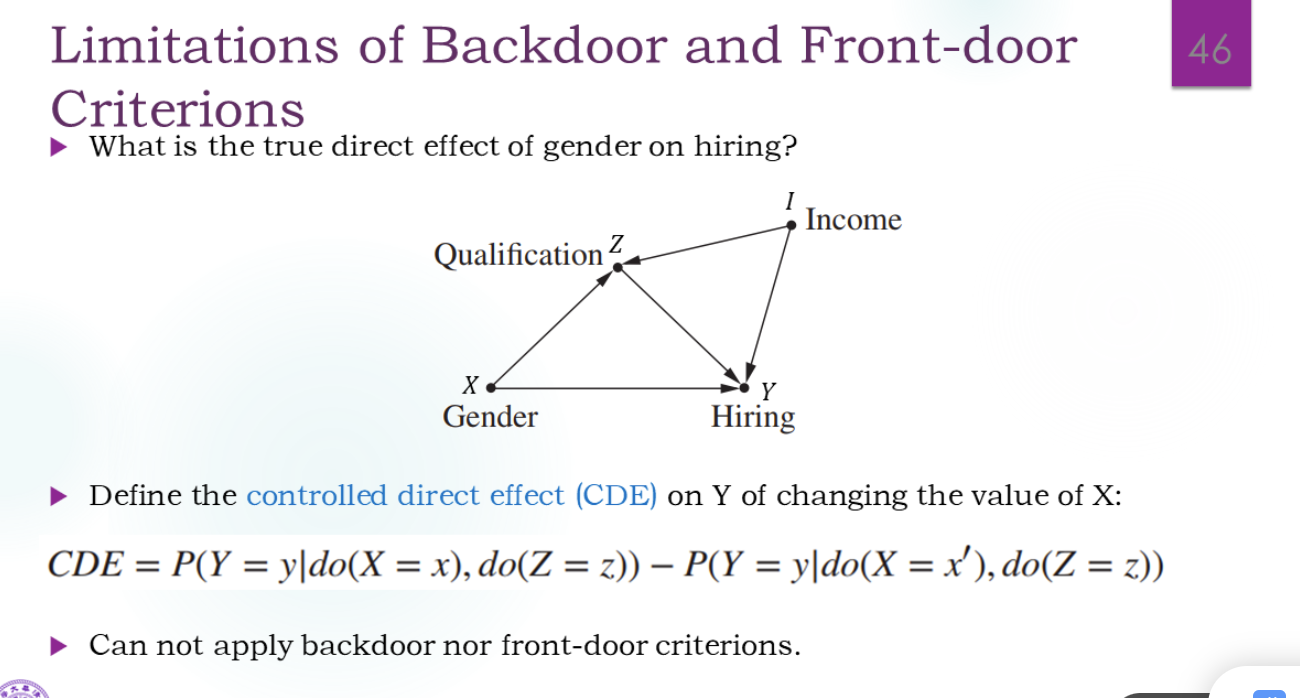 Limitations of Backdoor and Front-door
46
Criterions
▶ What is the true direct effect of gender on hiring?
I
Income
Qualification Z
X
Y
Gender
Hiring
▶ Define the controlled direct effect (CDE) on Y of changing the value of X:
CDE = P(Y = y|do(X = x), do(Z = z)) − P(Y = y|do(X = x′), do(Z = z))
▶ Can not apply backdoor nor front-door criterions.